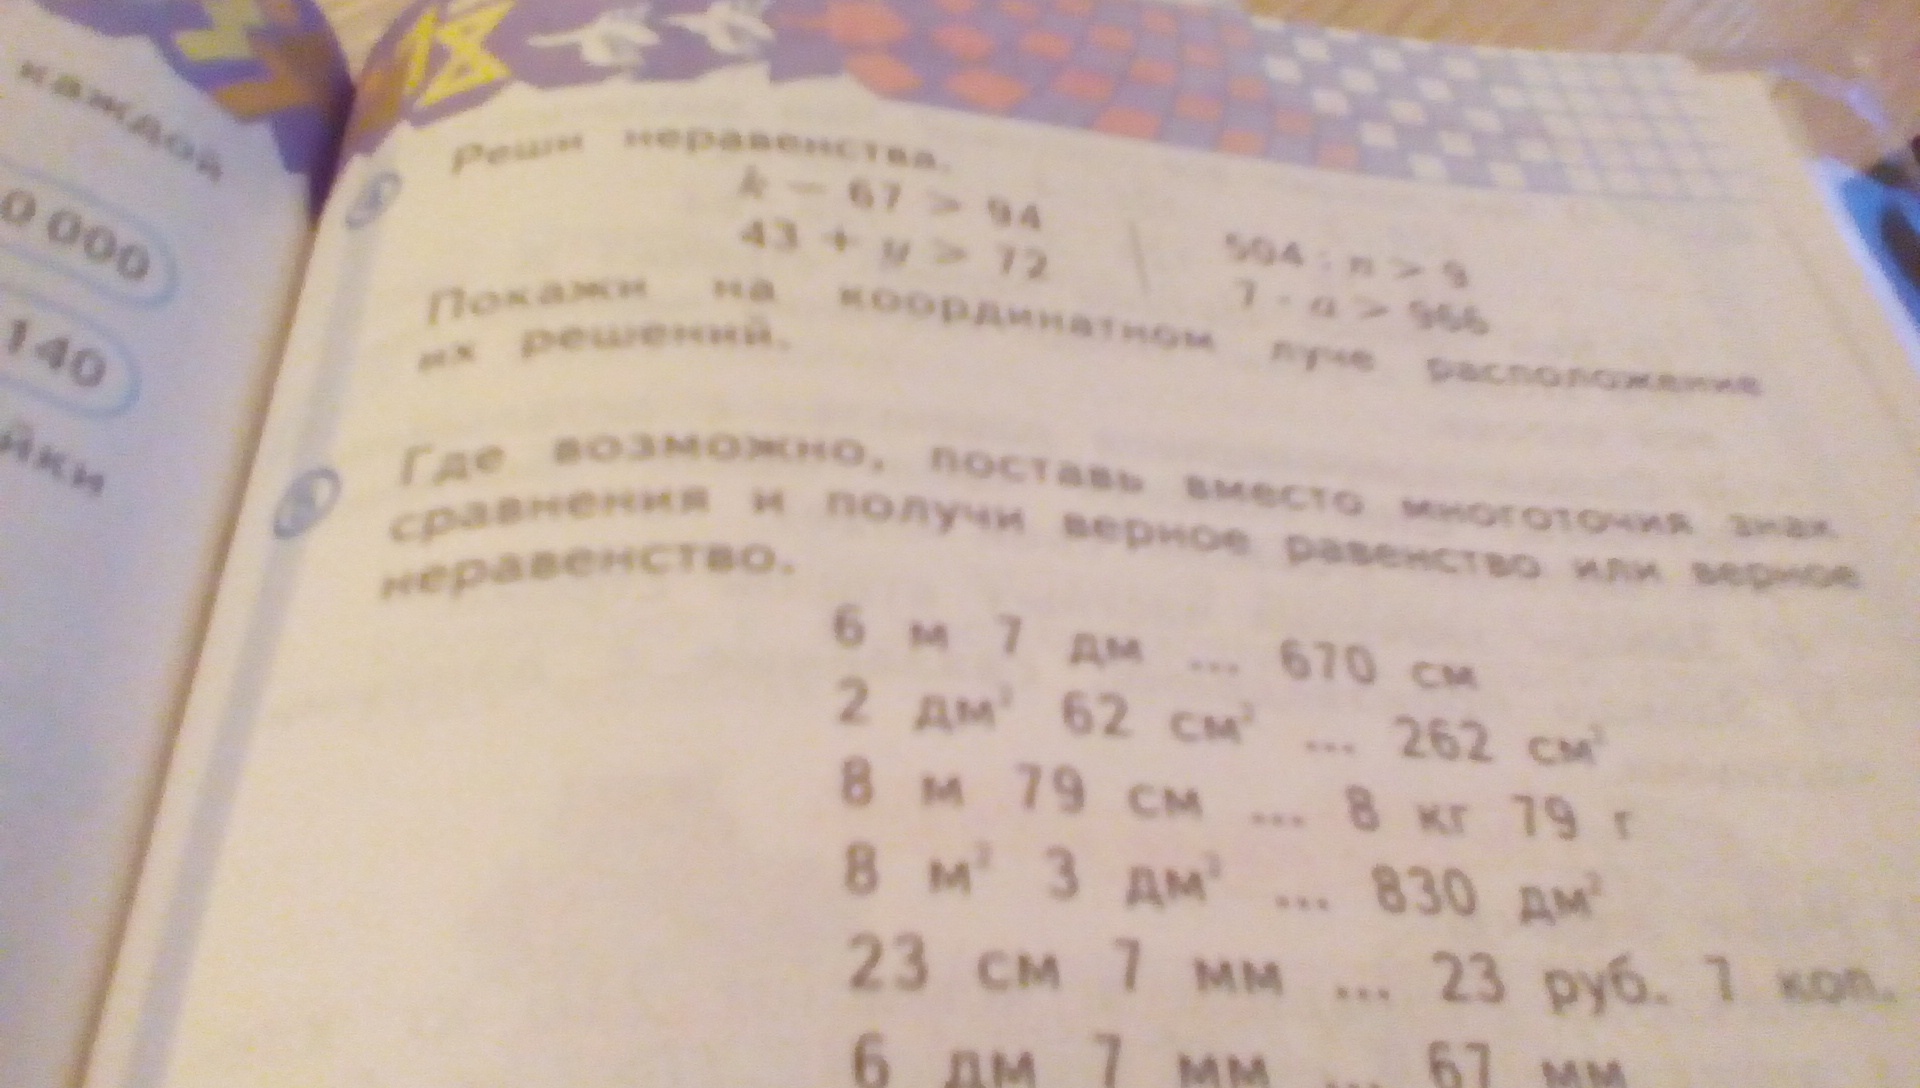 каждой
0 000
140
йки
Реши неравенства.
k − 67 > 94
43 + y > 72
504 : n > 9
7 · a > 966
Покажи на координатном луче расположение
их решений.
Где возможно, поставь вместо многоточия знак
сравнения и получи верное равенство или верное
неравенство.
6 м 7 дм ... 670 см
2 дм² 62 см² ... 262 см²
8 м 79 см ... 8 кг 79 г
8 м² 3 дм² ... 830 дм²
23 см 7 мм ... 23 руб. 7 коп.
6 дм 7 мм ... 67 мм